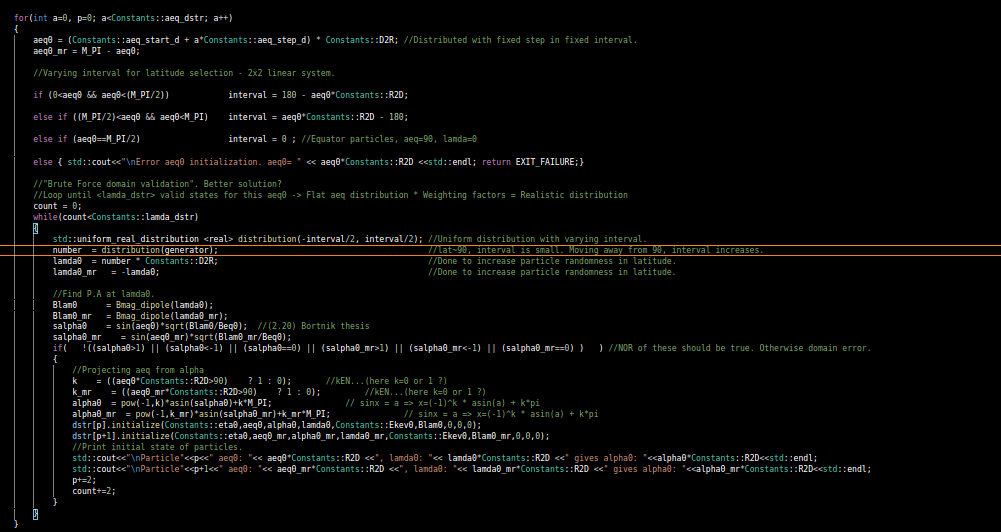 for(int a=0, p=0; a<Constants::aeq_dstr; a++)
{
aeq0 = (Constants::aeq_start_d + a*Constants::aeq_step_d) * Constants::D2R; //Distributed with fixed step in fixed interval.
aeq0_mr = M_PI - aeq0;
//Varying interval for latitude selection - 2x2 linear system.
if (0<aeq0 && aeq0<(M_PI/2)) interval = 180 - aeq0*Constants::R2D;
else if ((M_PI/2)<aeq0 && aeq0<M_PI) interval = aeq0*Constants::R2D - 180;
else if (aeq0==M_PI/2) interval = 0 ; //Equator particles, aeq=90, lamda=0
else { std::cout<<"\nError aeq0 initialization. aeq0= " << aeq0*Constants::R2D <<std::endl; return EXIT_FAILURE;}
//"Brute Force domain validation". Better solution?
//Loop until <lamda_dstr> valid states for this aeq0 -> Flat aeq distribution * Weighting factors = Realistic distribution
count = 0;
while(count<Constants::lamda_dstr)
{
std::uniform_real_distribution <real> distribution(-interval/2, interval/2); //Uniform distribution with varying interval.
number = distribution(generator); //lat~90, interval is small. Moving away from 90, interval increases.
lamda0 = number * Constants::D2R; //Done to increase particle randomness in latitude.
lamda0_mr = -lamda0; //Done to increase particle randomness in latitude.
//Find P.A at lamda0.
Blam0 = Bmag_dipole(lamda0);
Blam0_mr = Bmag_dipole(lamda0_mr);
salpha0 = sin(aeq0)*sqrt(Blam0/Beq0); //(2.20) Bortnik thesis
salpha0_mr = sin(aeq0_mr)*sqrt(Blam0_mr/Beq0);
if( !((salpha0>1) || (salpha0<-1) || (salpha0==0) || (salpha0_mr>1) || (salpha0_mr<-1) || (salpha0_mr==0) ) ) //NOR of these should be true. Otherwise domain error.
{
//Projecting aeq from alpha
k = ((aeq0*Constants::R2D>90) ? 1 : 0); //kEN...(here k=0 or 1 ?)
k_mr = ((aeq0_mr*Constants::R2D>90) ? 1 : 0); //kEN...(here k=0 or 1 ?)
alpha0 = pow(-1,k)*asin(salpha0)+k*M_PI; // sinx = a => x=(-1)^k * asin(a) + k*pi
alpha0_mr = pow(-1,k_mr)*asin(salpha0_mr)+k_mr*M_PI; // sinx = a => x=(-1)^k * asin(a) + k*pi
dstr[p].initialize(Constants::eta0,aeq0,alpha0,lamda0,Constants::Ekev0,Blam0,0,0,0);
dstr[p+1].initialize(Constants::eta0,aeq0_mr,alpha0_mr,lamda0_mr,Constants::Ekev0,Blam0_mr,0,0,0);
//Print initial state of particles.
std::cout<<"\nParticle"<<p<<" aeq0: "<< aeq0*Constants::R2D <<", lamda0: "<< lamda0*Constants::R2D <<" gives alpha0: "<<alpha0*Constants::R2D<<std::endl;
std::cout<<"\nParticle"<<p+1<<" aeq0: "<< aeq0_mr*Constants::R2D <<", lamda0: "<< lamda0_mr*Constants::R2D <<" gives alpha0: "<<alpha0_mr*Constants::R2D<<std::endl;
p+=2;
count+=2;
}
}
}